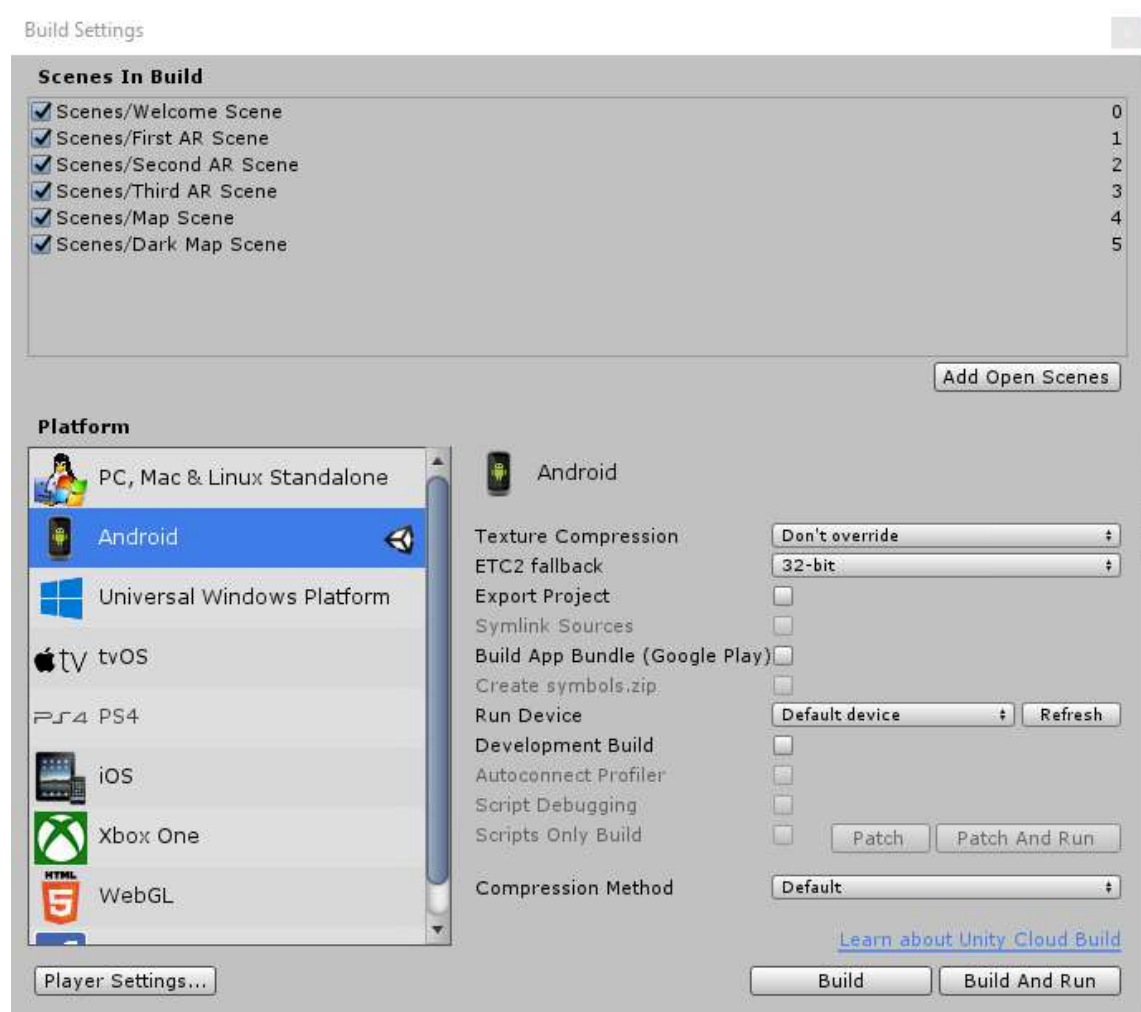 Build Settings
Scenes In Build
Scenes/Welcome Scene 0
Scenes/First AR Scene 1
Scenes/Second AR Scene 2
Scenes/Third AR Scene 3
Scenes/Map Scene 4
Scenes/Dark Map Scene 5
Add Open Scenes
Platform
PC, Mac & Linux Standalone
Android
Universal Windows Platform
tv tvOS
PS4 PS4
iOS
Xbox One
HTML
5 WebGL
Android
Texture Compression Don't override
ETC2 fallback 32-bit
Export Project
Symlink Sources
Build App Bundle (Google Play)
Create symbols.zip
Run Device Default device Refresh
Development Build
Autoconnect Profiler
Script Debugging
Scripts Only Build Patch Patch And Run
Compression Method Default
Learn about Unity Cloud Build
Player Settings... Build Build And Run